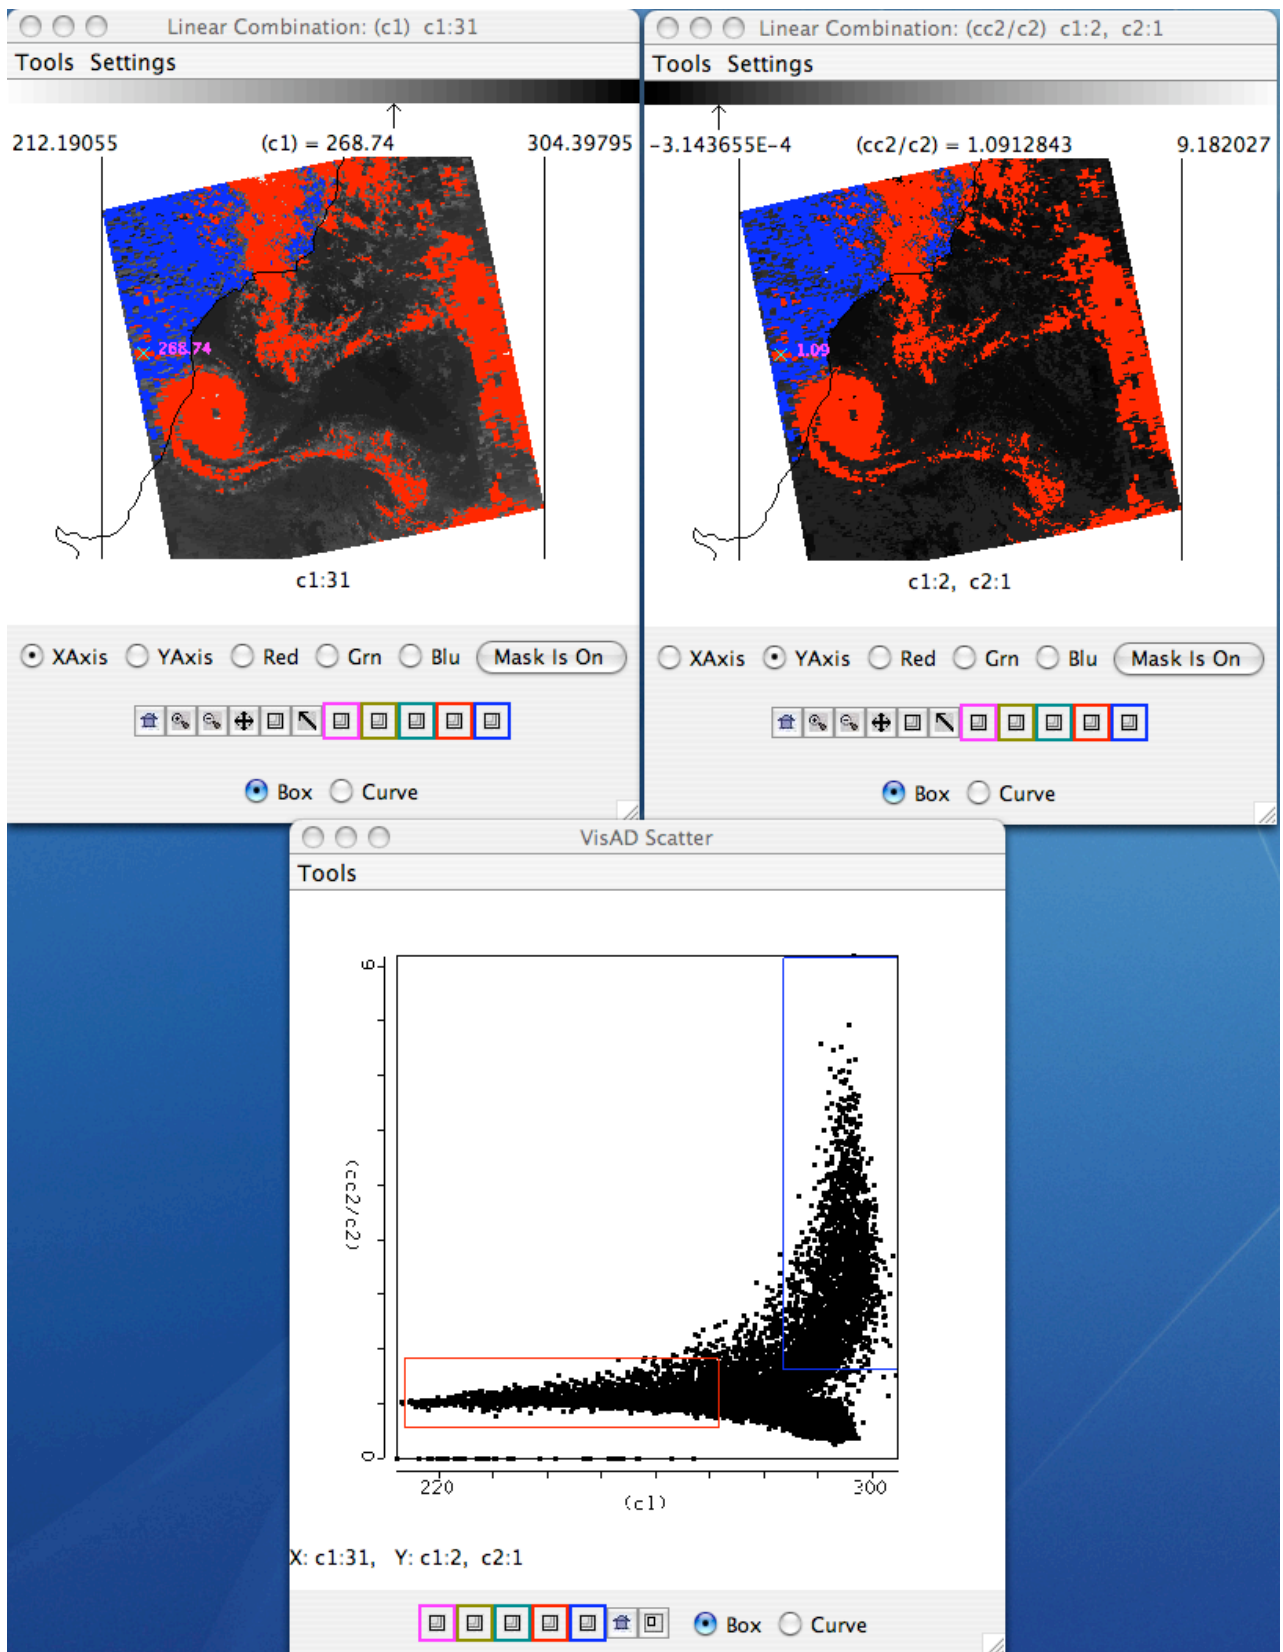 Linear Combination: (c1) c1:31
Tools Settings
212.19055 (c1) = 268.74 304.39795
268.74
c1:31
XAxis YAxis Red Grn Blu Mask Is On
Box Curve
Linear Combination: (cc2/c2) c1:2, c2:1
Tools Settings
-3.143655E-4 (cc2/c2) = 1.0912843 9.182027
1.09
c1:2, c2:1
XAxis YAxis Red Grn Blu Mask Is On
Box Curve
VisAD Scatter
Tools
9
(cc2/c2)
0
220 300
(c1)
X: c1:31, Y: c1:2, c2:1
Box Curve